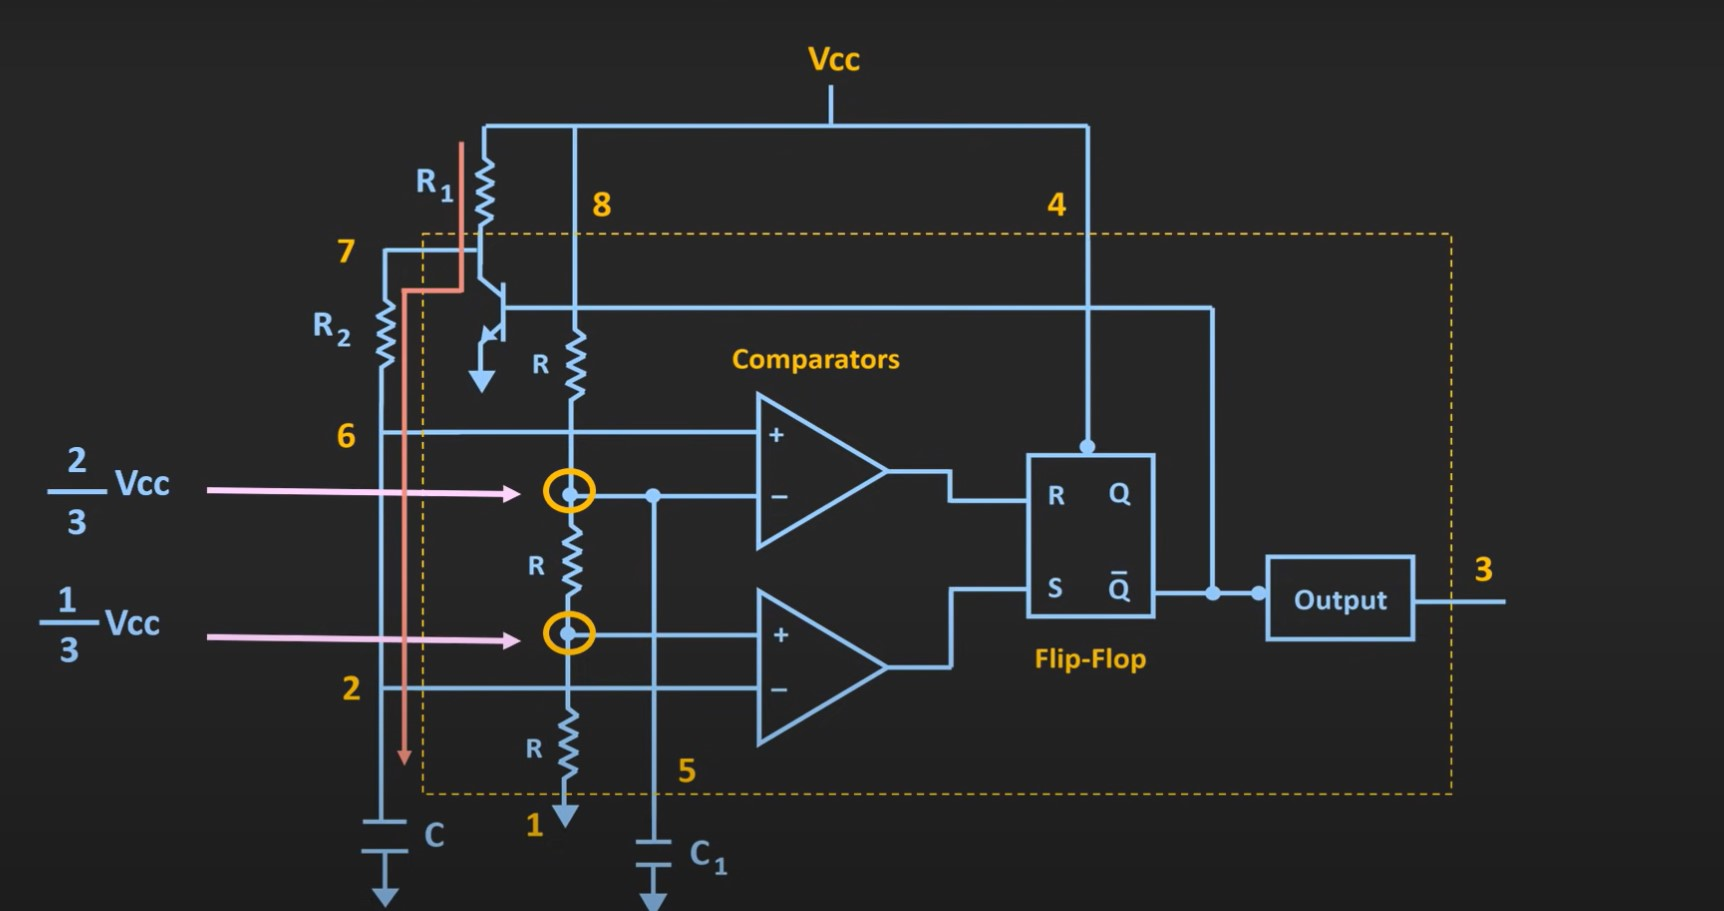 Vcc
R1
8
4
7
R2
R
Comparators
6
+
2
3
Vcc
−
R Q
R
1
3
Vcc
S Q̅
3
Output
+
Flip-Flop
2
−
R
5
1
C
C1